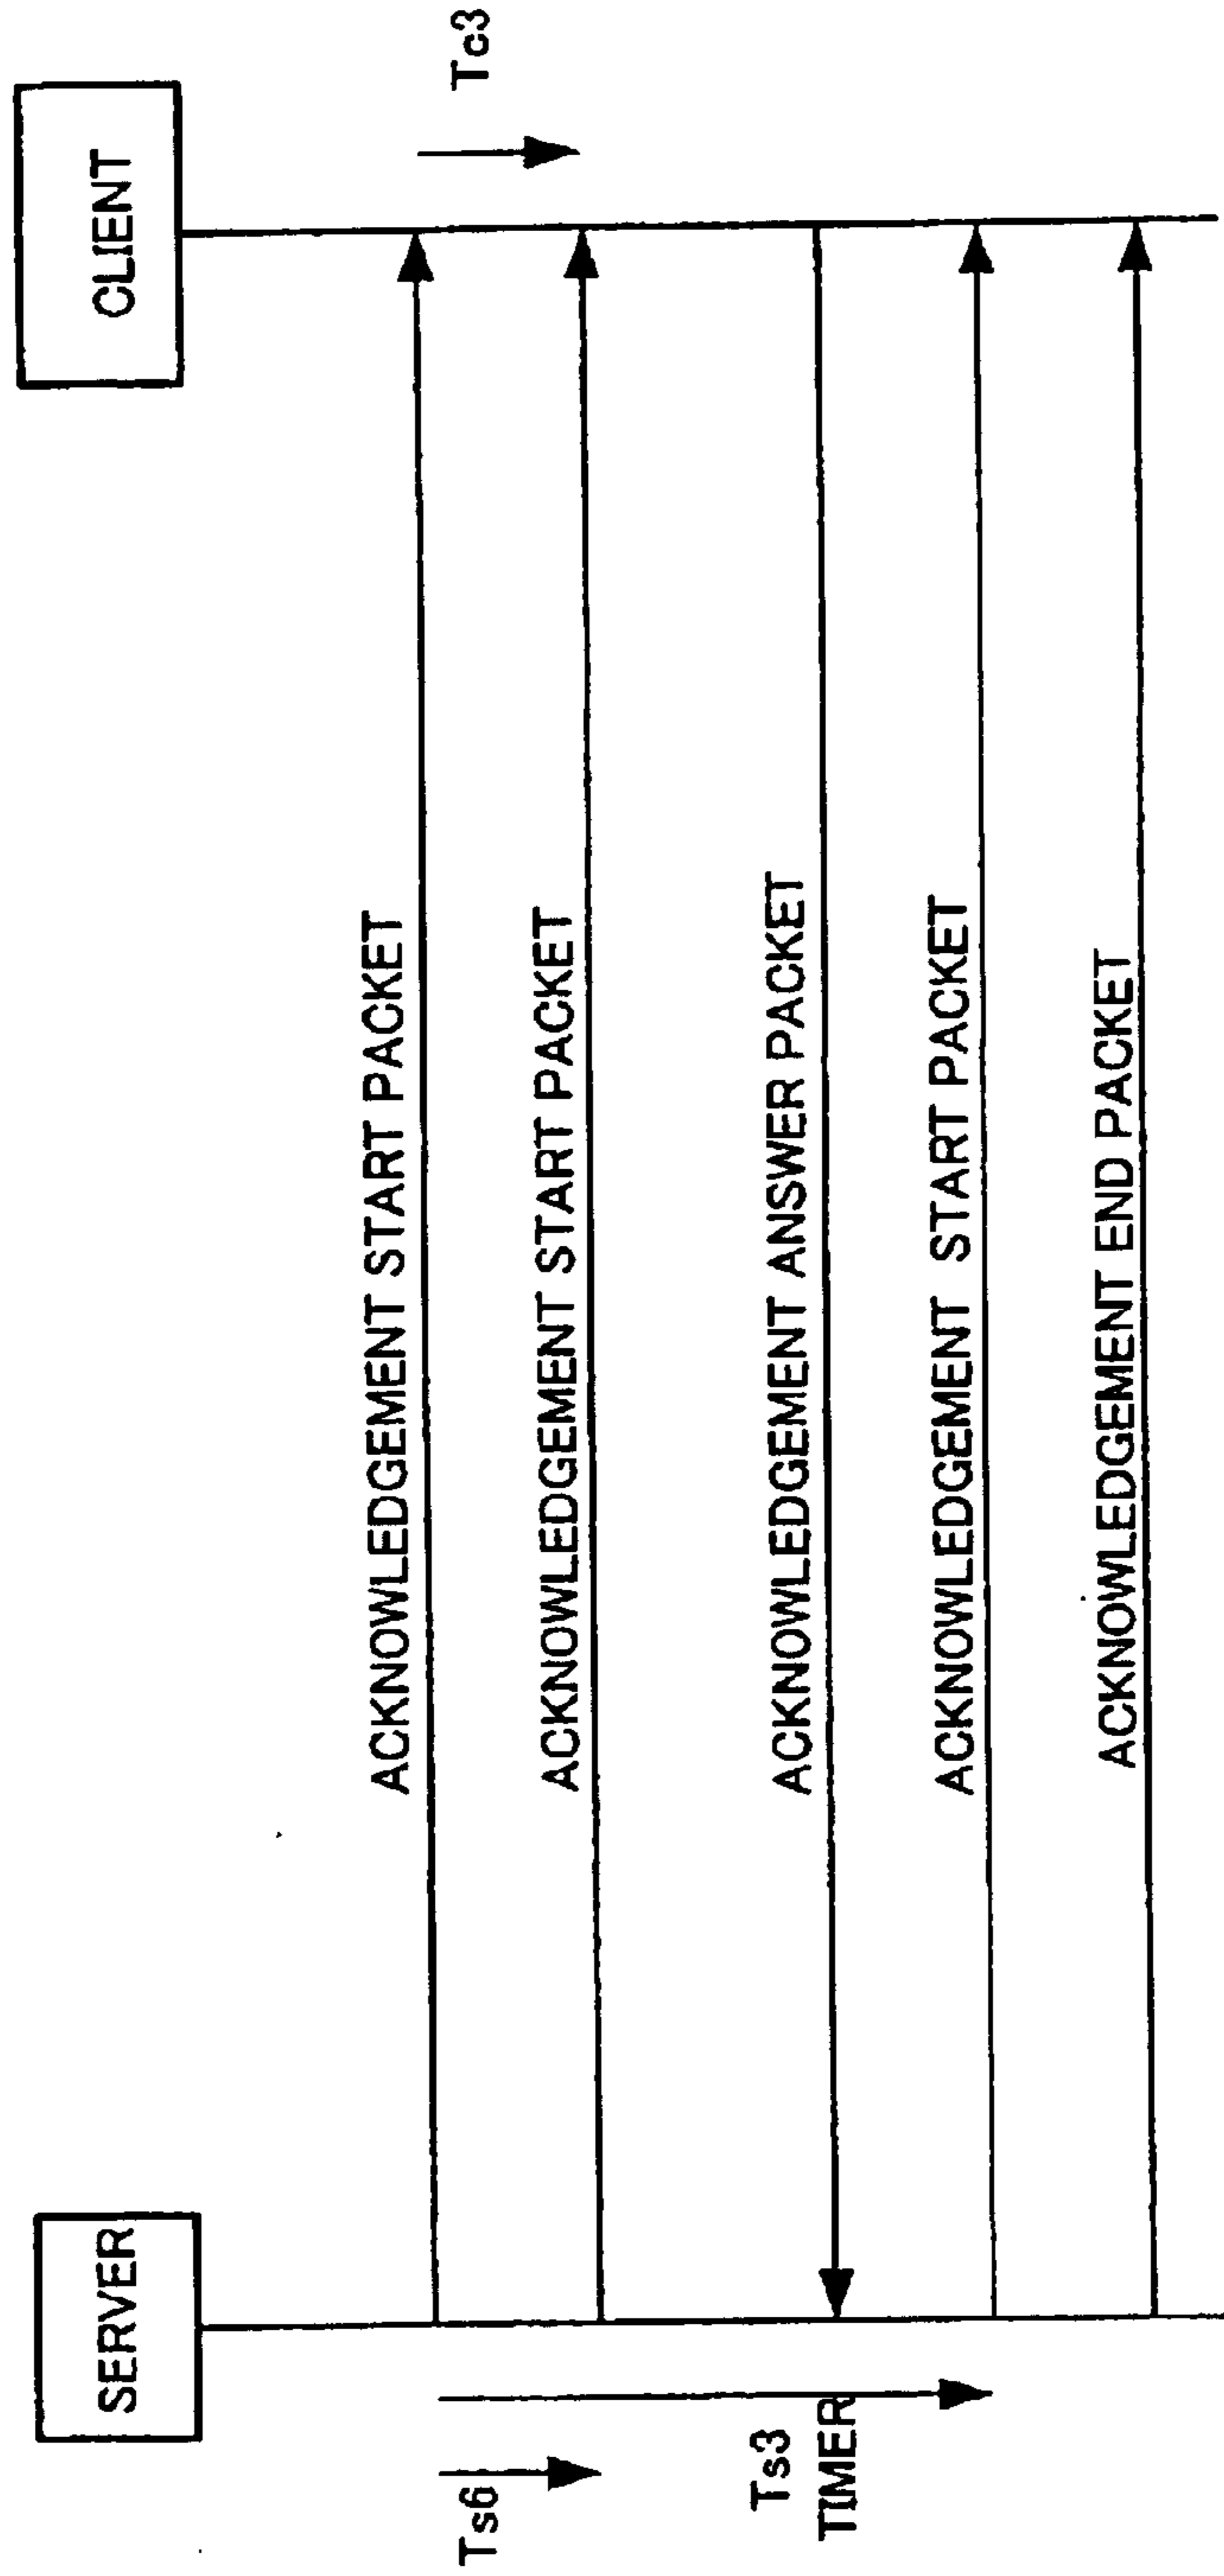 SERVER
CLIENT
ACKNOWLEDGEMENT START PACKET
Ts6
Tc3
ACKNOWLEDGEMENT START PACKET
Ts3
TIMER
ACKNOWLEDGEMENT ANSWER PACKET
ACKNOWLEDGEMENT START PACKET
ACKNOWLEDGEMENT END PACKET